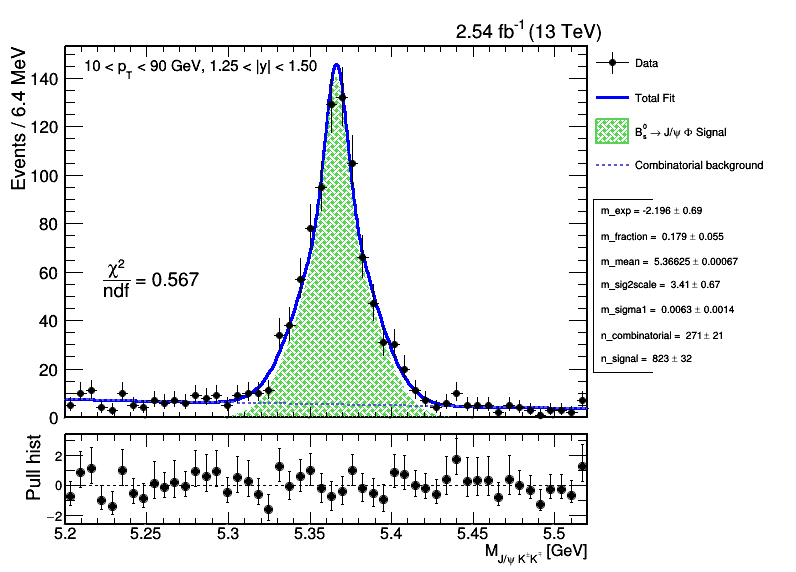 2.54 fb⁻¹ (13 TeV)
Events / 6.4 MeV
140
120
100
80
60
40
20
0
10 < p_T < 90 GeV, 1.25 < |y| < 1.50
χ²
ndf = 0.567
Data
Total Fit
B⁰_s → J/ψ Φ Signal
Combinatorial background
m_exp = -2.196 ± 0.69
m_fraction = 0.179 ± 0.055
m_mean = 5.36625 ± 0.00067
m_sig2scale = 3.41 ± 0.67
m_sigma1 = 0.0063 ± 0.0014
n_combinatorial = 271 ± 21
n_signal = 823 ± 32
Pull hist
2
0
−2
5.2 5.25 5.3 5.35 5.4 5.45 5.5
M_{J/ψ K^±K^∓} [GeV]